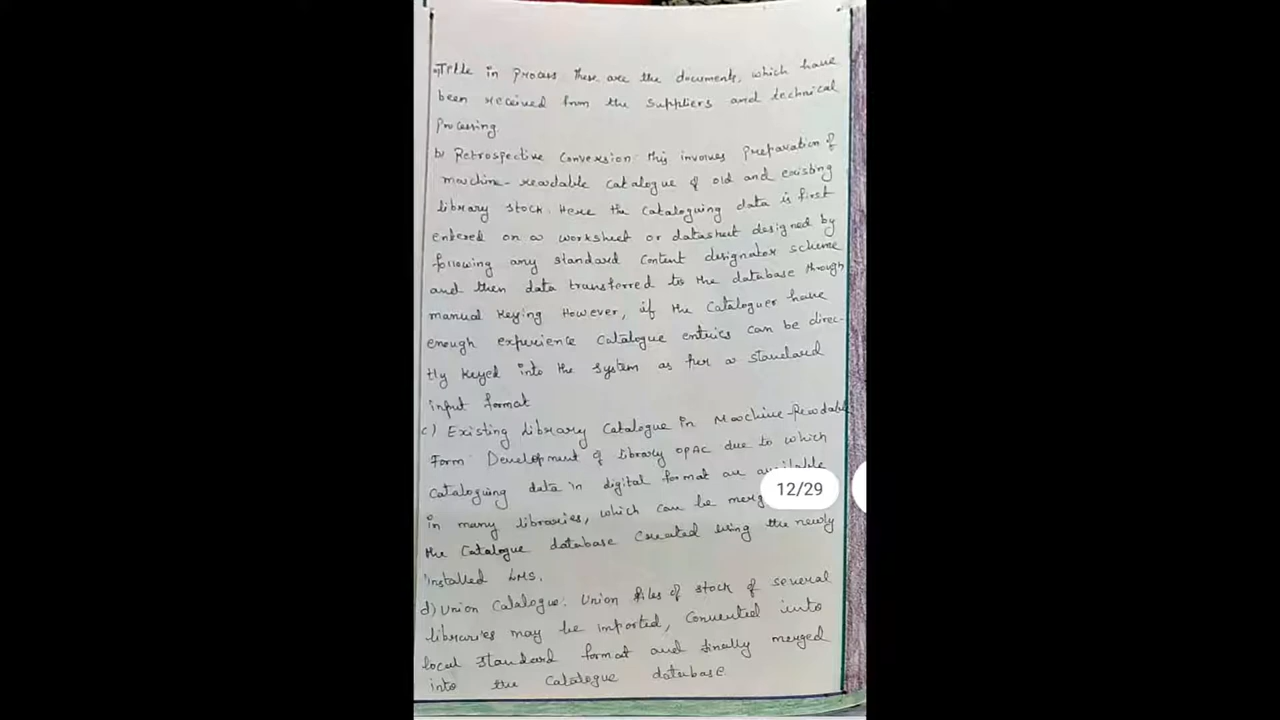 a) Title in process these are the documents, which have
been received from the suppliers and technical
processing.
b) Retrospective conversion: this involves preparation of
machine-readable catalogue of old and existing
library stock. Here the cataloguing data is first
entered on a worksheet or datasheet designed by
following any standard content designator scheme
and then data transferred to the database through
manual keying However, if the cataloguer have
enough experience catalogue entries can be direc-
tly keyed into the system as per a standard
input format
c) Existing library catalogue in Machine-Readable
Form: Development of library OPAC due to which
cataloguing data in digital format are available
in many libraries, which can be merg
the catalogue database created using the newly
installed LMS.
d) Union Catalogue: Union files of stock of several
libraries may be imported, converted into
local standard format and finally merged
into the catalogue database
12/29